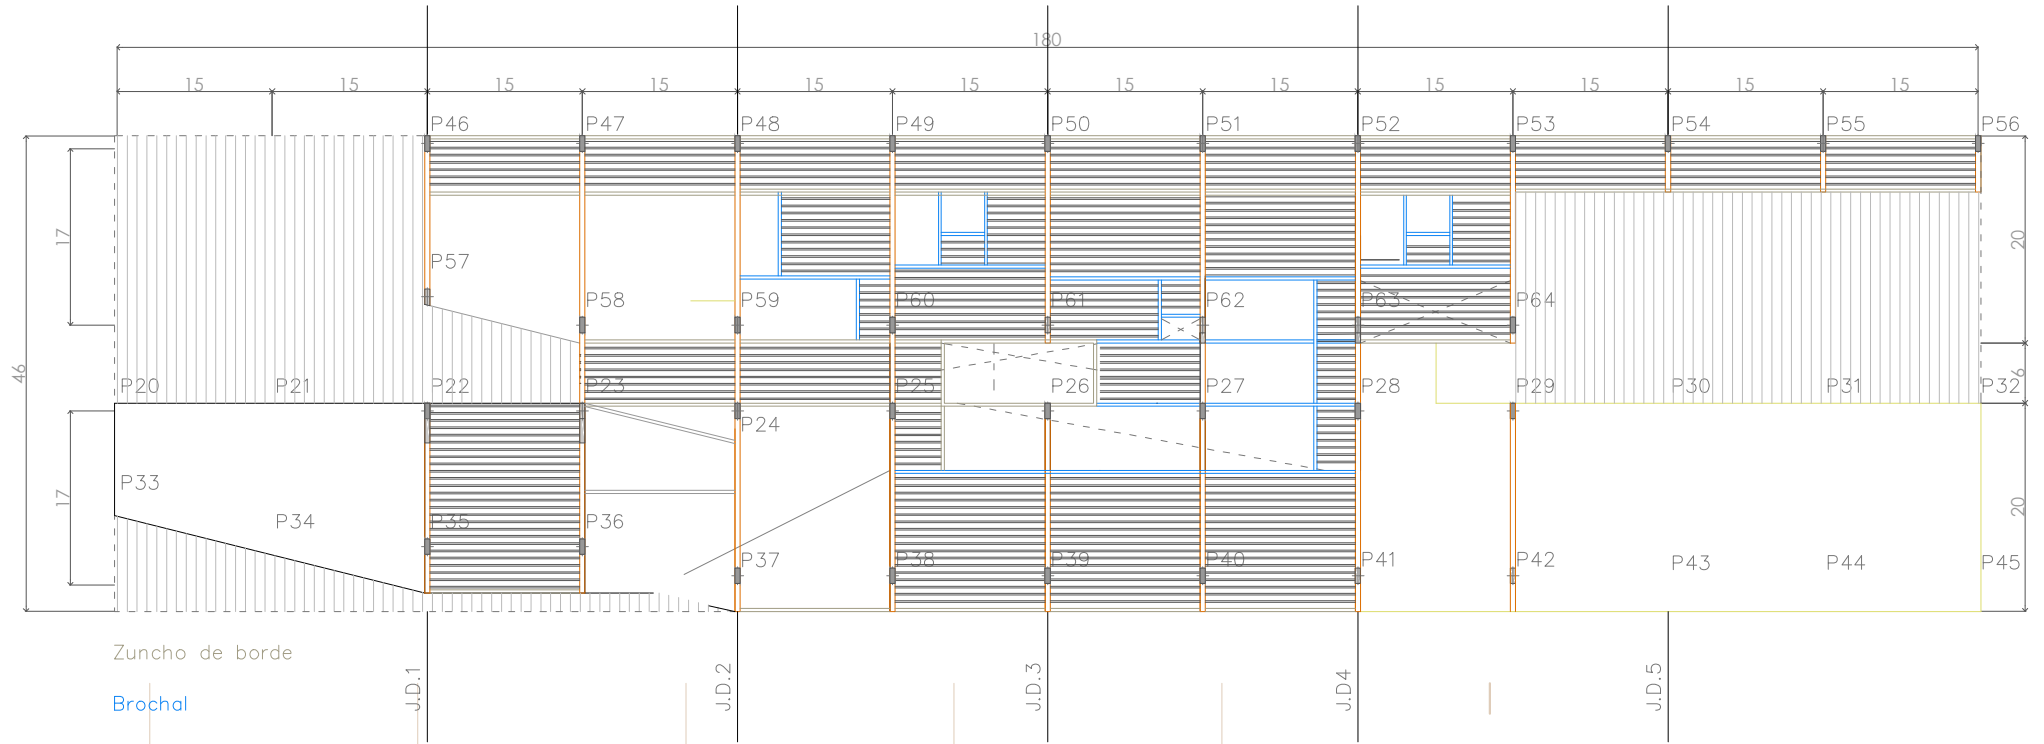 180
15 15 15 15 15 15 15 15 15 15 15 15
P46 P47 P48 P49 P50 P51 P52 P53 P54 P55 P56
17 20
P57
P58 P59 P60 P61 P62 P63 P64
46 6
P20 P21 P22 P23 P25 P26 P27 P28 P29 P30 P31 P32
P24
17 20
P33
P34 P35 P36
P37 P38 P39 P40 P41 P42 P43 P44 P45
Zuncho de borde
J.D.1 J.D.2 J.D.3 J.D4 J.D.5
Brochal